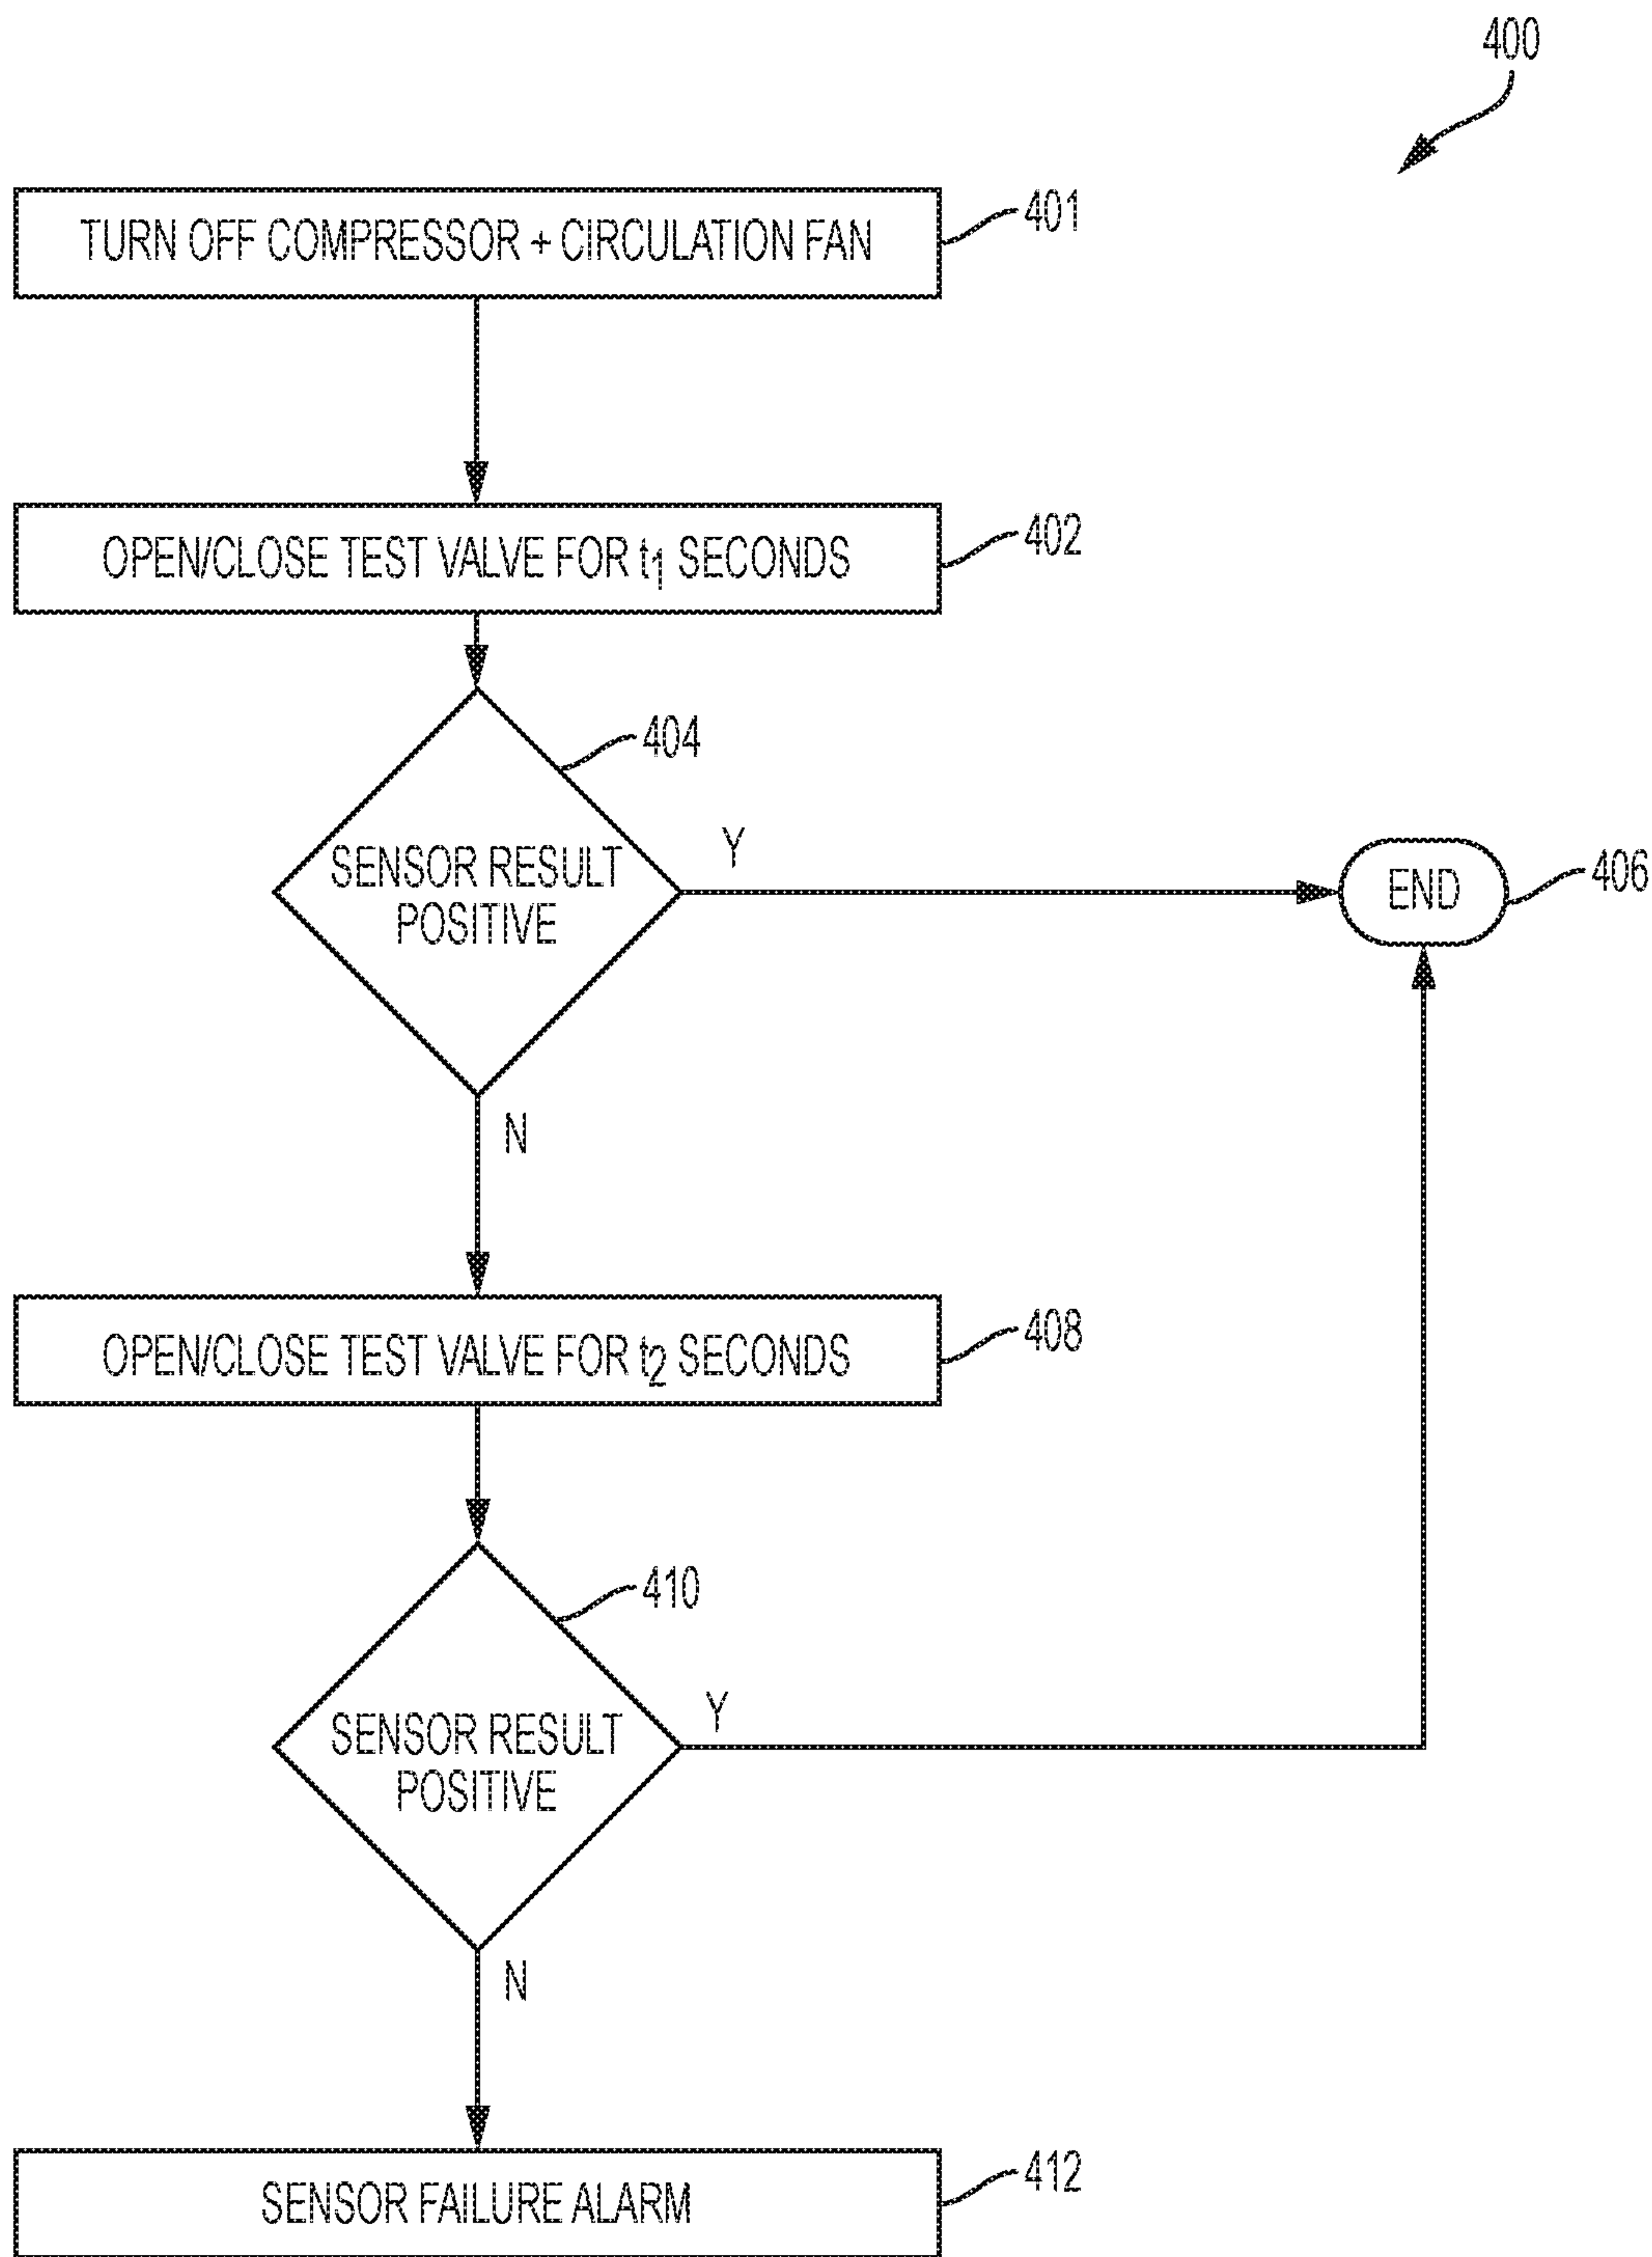 400
TURN OFF COMPRESSOR + CIRCULATION FAN
401
OPEN/CLOSE TEST VALVE FOR t1 SECONDS
402
404
SENSOR RESULT
POSITIVE
Y
END
406
N
OPEN/CLOSE TEST VALVE FOR t2 SECONDS
408
410
SENSOR RESULT
POSITIVE
Y
N
SENSOR FAILURE ALARM
412